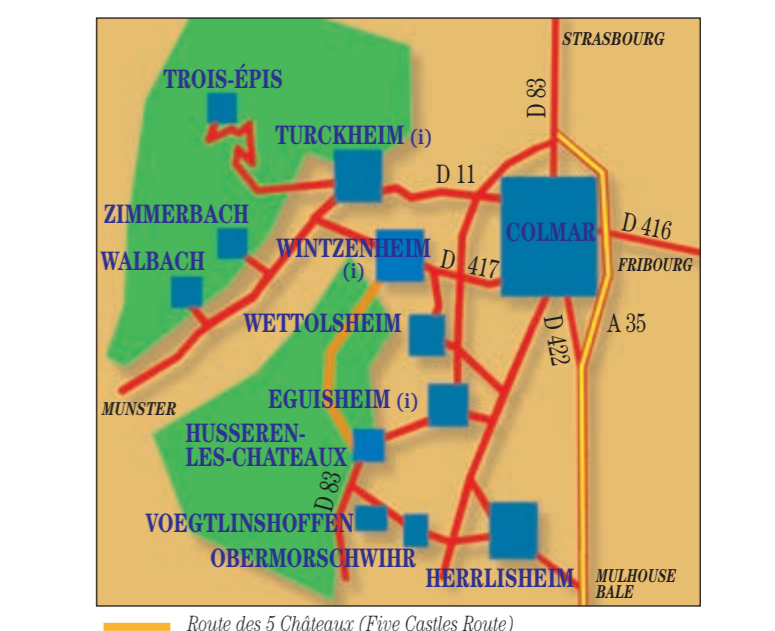 STRASBOURG
D 83
TROIS-ÉPIS
TURCKHEIM (i)
D 11
ZIMMERBACH
COLMAR
D 416
WINTZENHEIM
(i)
WALBACH
D 417
FRIBOURG
WETTOLSHEIM
D 422
A 35
EGUISHEIM (i)
MUNSTER
HUSSEREN-
LES-CHATEAUX
D 83
VOEGTLINSHOFFEN
OBERMORSCHWIHR
HERRLISHEIM
MULHOUSE
BALE
Route des 5 Châteaux (Five Castles Route)